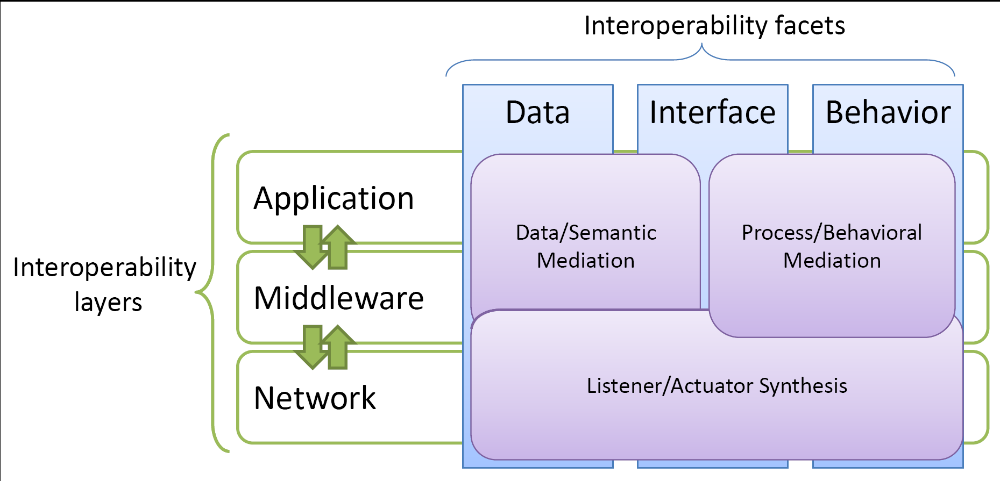 Interoperability facets
Data
Interface
Behavior
Interoperability
layers
Application
Middleware
Network
Data/Semantic
Mediation
Process/Behavioral
Mediation
Listener/Actuator Synthesis